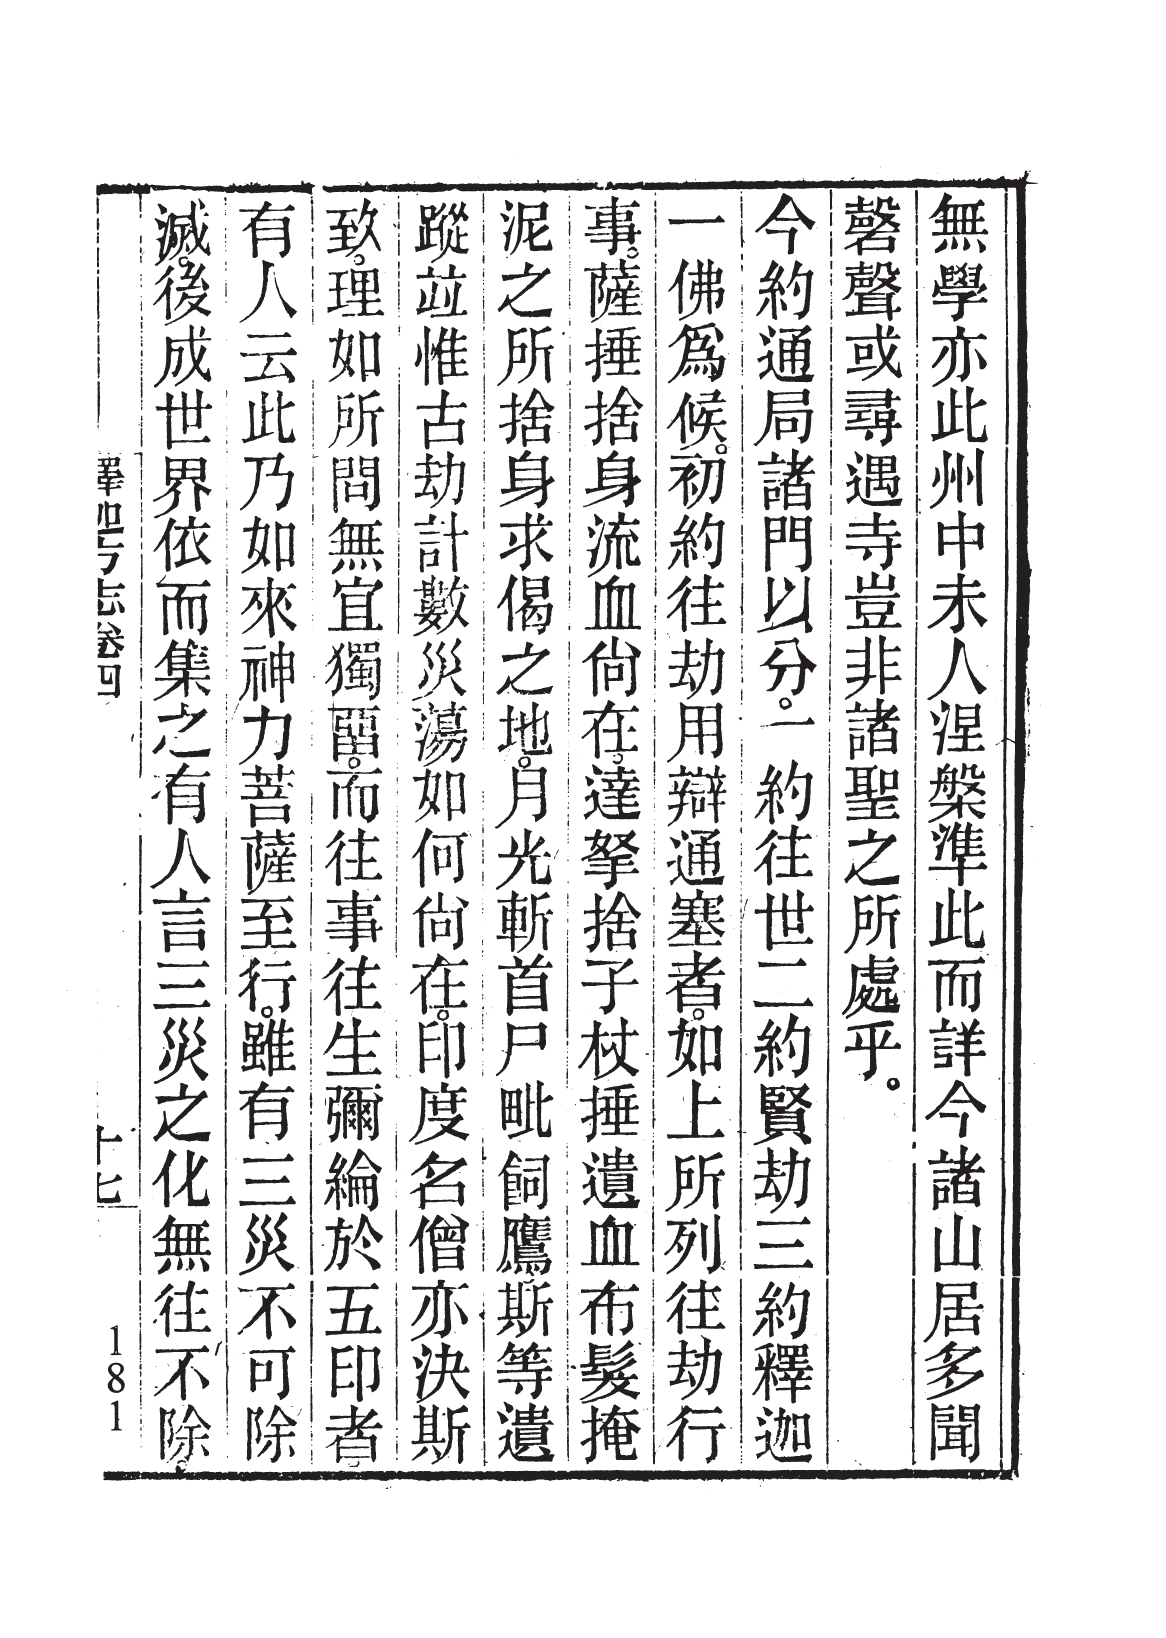 無學亦此州中未人涅槃準此而詳今諸山居多聞
磬聲或尋遇寺豈非諸聖之所處乎。
今約通局諸門以分。一約往世二約賢劫三約釋迦
一佛爲候。初約往劫用辯通塞者。如上所列往劫行
事。薩捶捨身流血尙在。達拏捨子杖捶遺血布髮掩
泥之所捨身求偈之地。月光斬首尸毗飼鷹斯等遺
蹤竝惟古劫計數災蕩如何尙在。印度名僧亦決斯
致。理如所問無宜獨畱。而往事往生彌綸於五印者。
有人云此乃如來神力菩薩至行。雖有三災不可除
滅。後成世界依而集之有人言三災之化無往不除。
釋迦方志卷四
十七
181